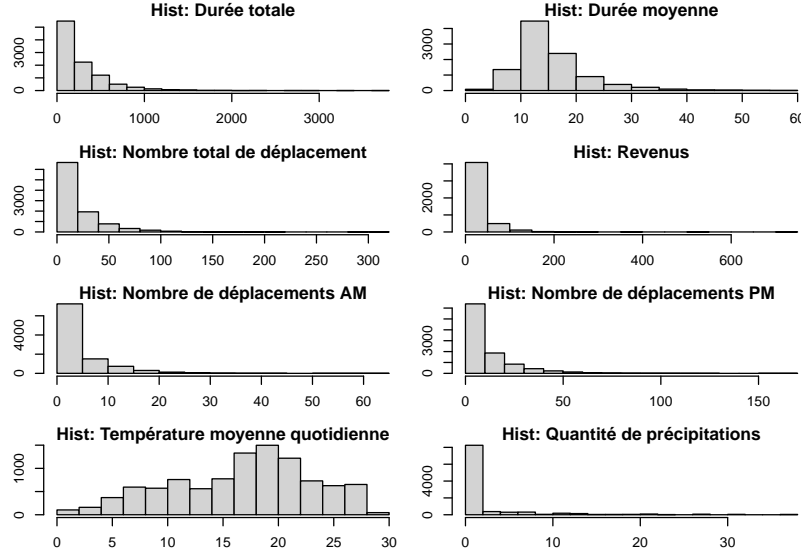 Hist: Durée totale
0 3000
0 1000 2000 3000
Hist: Durée moyenne
0 3000
0 10 20 30 40 50 60
Hist: Nombre total de déplacement
0 3000
0 50 100 150 200 250 300
Hist: Revenus
0 2000
0 200 400 600
Hist: Nombre de déplacements AM
0 4000
0 10 20 30 40 50 60
Hist: Nombre de déplacements PM
0 3000
0 50 100 150
Hist: Température moyenne quotidienne
0 1000
0 5 10 15 20 25 30
Hist: Quantité de précipitations
0 4000
0 10 20 30